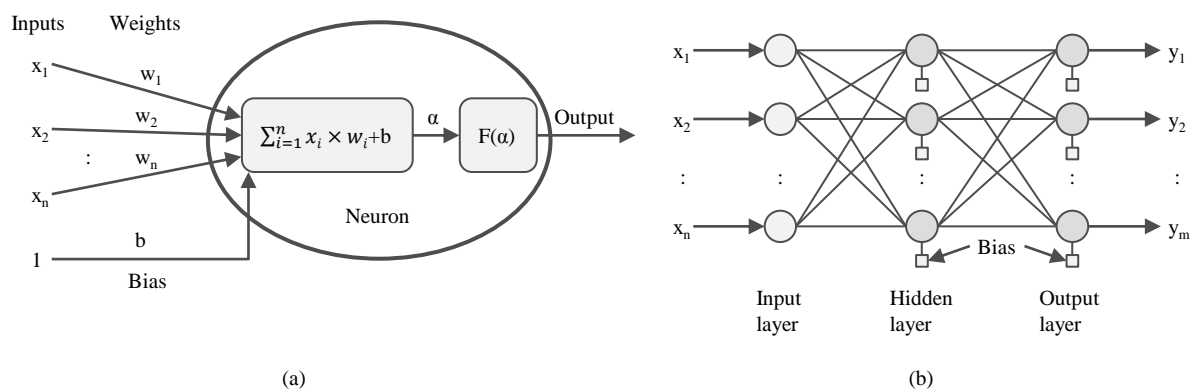 Inputs Weights
x1 w1
x2 w2
: wn
xn
1 b
Bias
∑ⁿᵢ₌₁ xᵢ × wᵢ+b
α
F(α)
Output
Neuron
(a)
x1 y1
x2 y2
: : : :
xn ym
Bias
Input layer
Hidden layer
Output layer
(b)